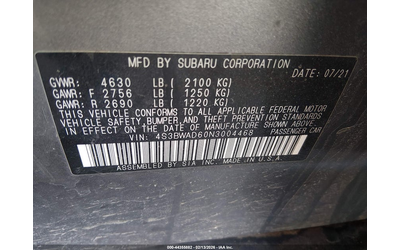 MFD BY SUBARU CORPORATION DATE: 07/21
GVWR: 4630 LB ( 2100 KG)
GAWR: F 2756 LB ( 1250 KG)
GAWR: R 2690 LB ( 1220 KG)
THIS VEHICLE CONFORMS TO ALL APPLICABLE FEDERAL MOTOR
VEHICLE SAFETY, BUMPER, AND THEFT PREVENTION STANDARDS
IN EFFECT ON THE DATE OF MANUFACTURE SHOWN ABOVE.
VIN: 4S3BWAD60N3004468 PASSENGER CAR
ASSEMBLED BY SIA INC. MADE IN U.S.A.